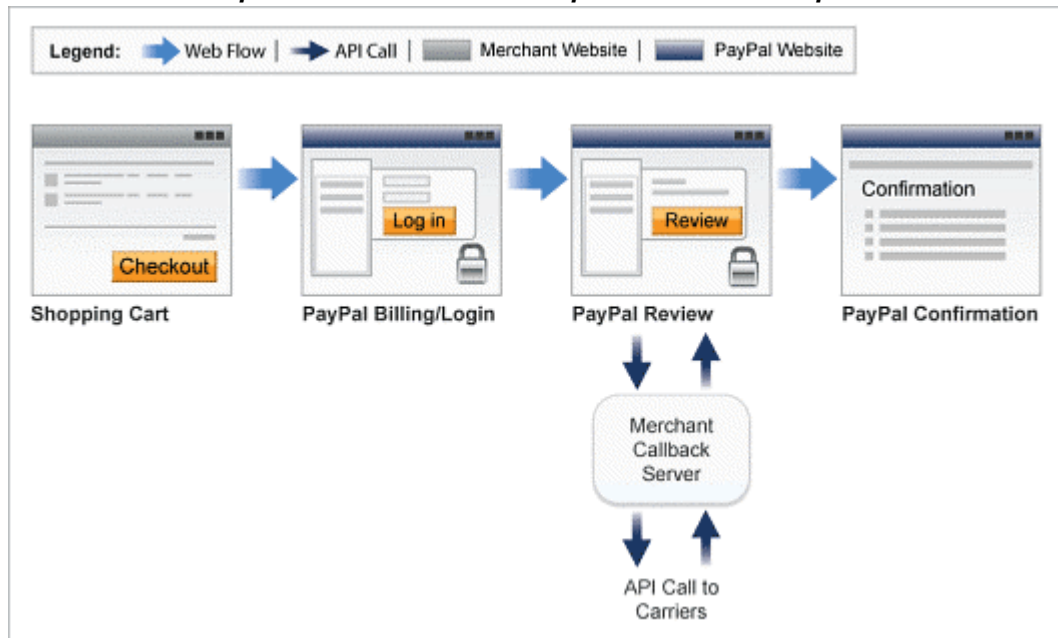 Legend: Web Flow | API Call | Merchant Website | PayPal Website
Checkout
Log in
Review
Confirmation
Shopping Cart
PayPal Billing/Login
PayPal Review
PayPal Confirmation
Merchant
Callback
Server
API Call to
Carriers